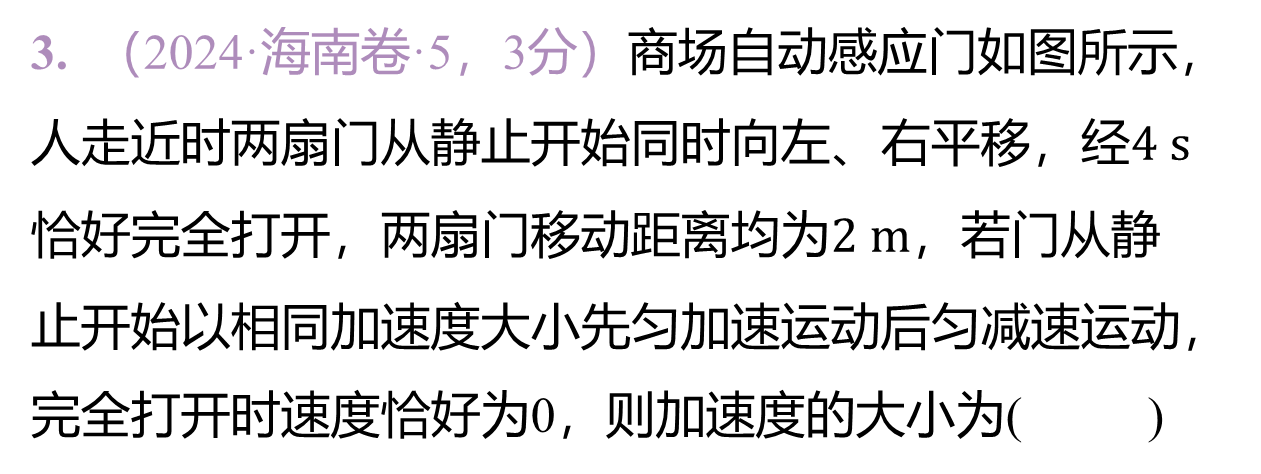 3. （2024·海南卷·5，3分）商场自动感应门如图所示，
人走近时两扇门从静止开始同时向左、右平移，经4 s
恰好完全打开，两扇门移动距离均为2 m，若门从静
止开始以相同加速度大小先匀加速运动后匀减速运动，
完全打开时速度恰好为0，则加速度的大小为(　　)